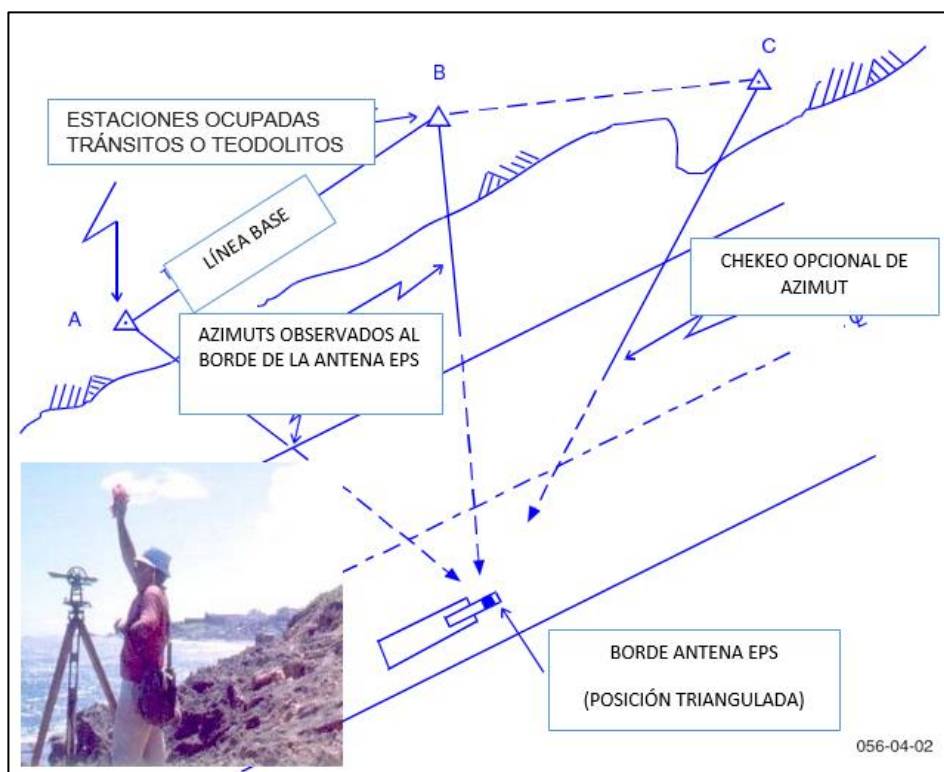 C
B
ESTACIONES OCUPADAS
TRÁNSITOS O TEODOLITOS
LÍNEA BASE
CHEKEO OPCIONAL DE
AZIMUT
A
AZIMUTS OBSERVADOS AL
BORDE DE LA ANTENA EPS
℄
BORDE ANTENA EPS
(POSICIÓN TRIANGULADA)
056-04-02